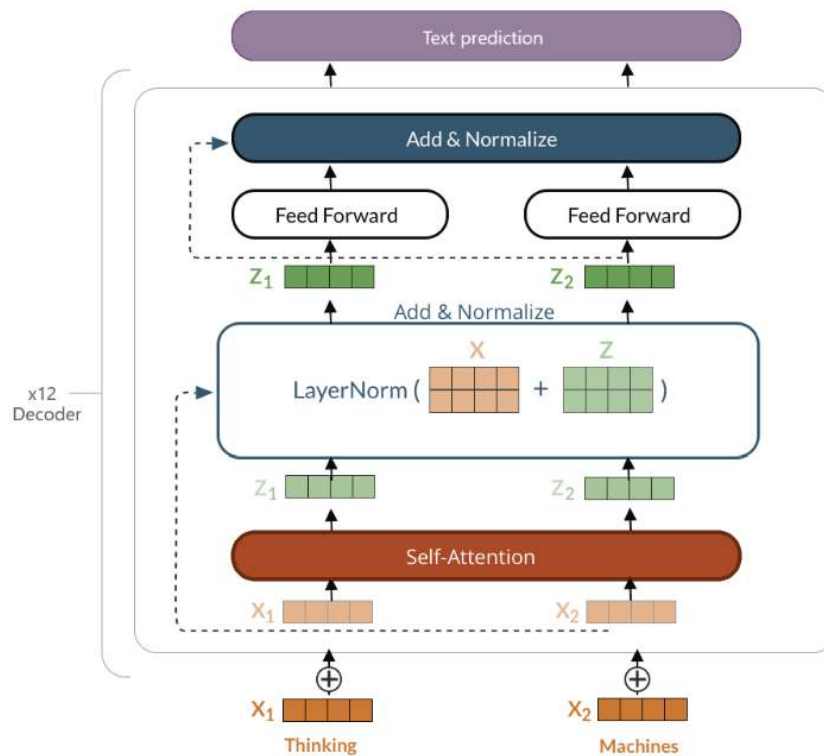 Text prediction
Add & Normalize
Feed Forward Feed Forward
Z₁ Z₂
Add & Normalize
X Z
LayerNorm ( + )
x12
Decoder
Z₁ Z₂
Self-Attention
X₁ X₂
X₁ X₂
Thinking Machines